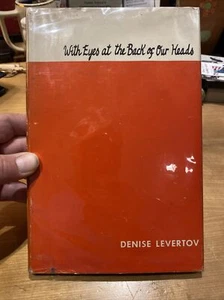 With Eyes at the Back of Our Heads
DENISE LEVERTOV